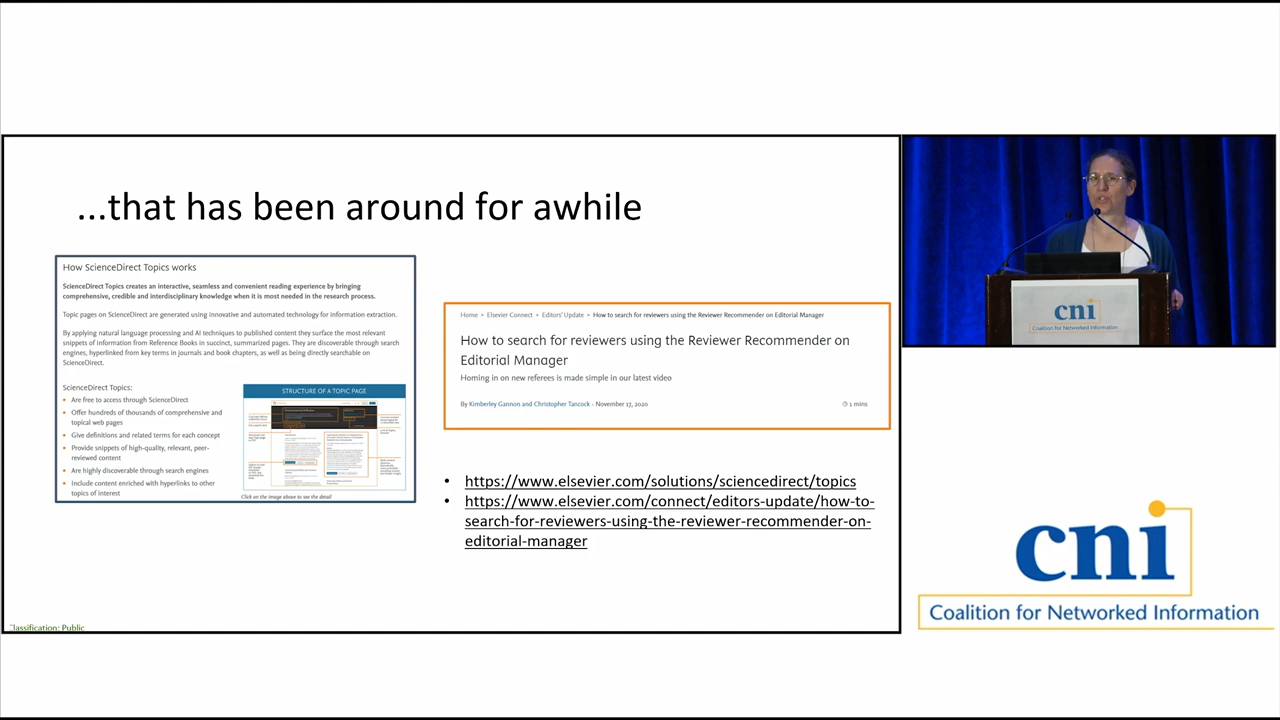 ...that has been around for awhile
How ScienceDirect Topics works
ScienceDirect Topics creates an interactive, seamless and convenient reading experience by bringing
comprehensive, credible and interdisciplinary knowledge when it is most needed in the research process.
Topic pages on ScienceDirect are generated using innovative and automated technology for information extraction.
By applying natural language processing and AI techniques to published content they surface the most relevant
snippets of information from Reference Books in succinct, summarized pages. They are discoverable through search
engines, hyperlinked from key terms in journals and book chapters, as well as being directly searchable on
ScienceDirect.
ScienceDirect Topics:
• Are free to access through ScienceDirect
• Offer hundreds of thousands of comprehensive and
topical web pages
• Give definitions and related terms for each concept
• Provide snippets of high-quality, relevant, peer-
reviewed content
• Are highly discoverable through search engines
• Include content enriched with hyperlinks to other
topics of interest
STRUCTURE OF A TOPIC PAGE
Click on the image above to see the detail
Home > Elsevier Connect > Editors' Update > How to search for reviewers using the Reviewer Recommender on Editorial Manager
How to search for reviewers using the Reviewer Recommender on
Editorial Manager
Homing in on new referees is made simple in our latest video
By Kimberley Gannon and Christopher Tancock - November 17, 2020
1 mins
• https://www.elsevier.com/solutions/sciencedirect/topics
• https://www.elsevier.com/connect/editors-update/how-to-
search-for-reviewers-using-the-reviewer-recommender-on-
editorial-manager
lassification: Public
cni
Coalition for Networked Information
cni
Coalition for Networked Information